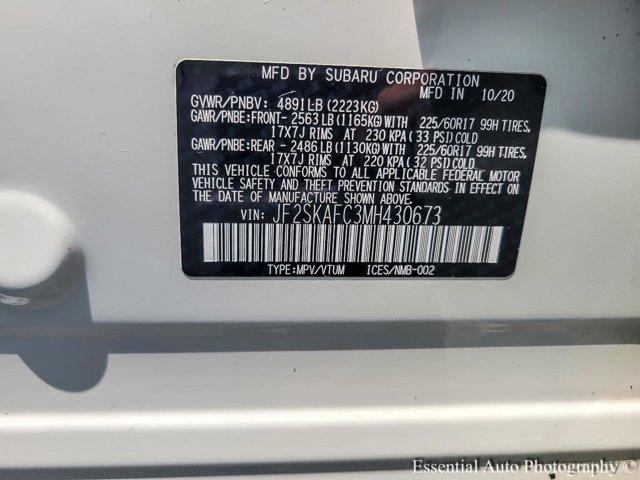 MFD BY SUBARU CORPORATION
GVWR/PNBV: 4891LB (2223KG) MFD IN 10/20
GAWR/PNBE:FRONT- 2563 LB (1165KG) WITH 225/60R17 99H TIRES,
17X7J RIMS AT 230 KPA (33 PSI) COLD
GAWR/PNBE:REAR - 2486 LB (1130KG) WITH 225/60R17 99H TIRES,
17X7J RIMS AT 220 KPA (32 PSI) COLD
THIS VEHICLE CONFORMS TO ALL APPLICABLE FEDERAL MOTOR
VEHICLE SAFETY AND THEFT PREVENTION STANDARDS IN EFFECT
ON THE DATE OF MANUFACTURE SHOWN ABOVE.
VIN: JF2SKAFC3MH430673
TYPE:MPV/VTUM ICES/NMB-002
Essential Auto Photography ©